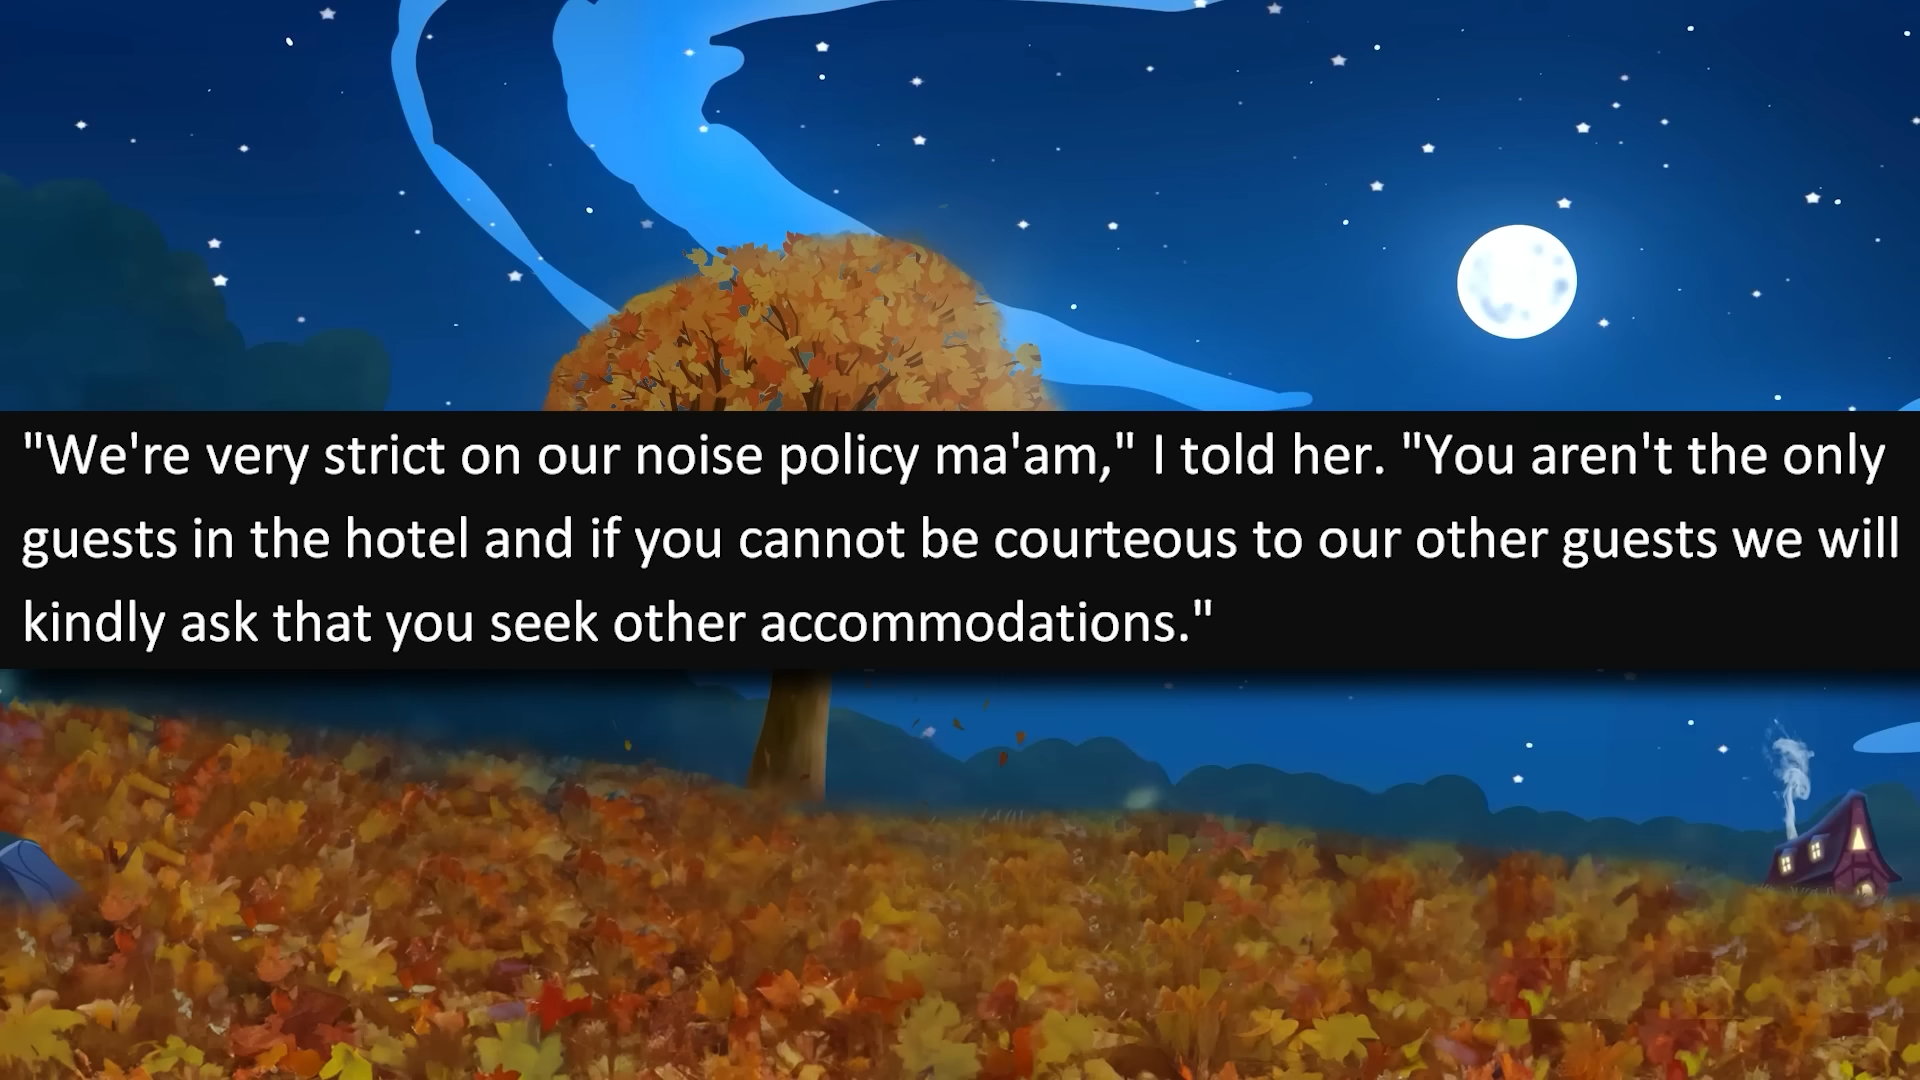 "We're very strict on our noise policy ma'am," I told her. "You aren't the only
guests in the hotel and if you cannot be courteous to our other guests we will
kindly ask that you seek other accommodations."